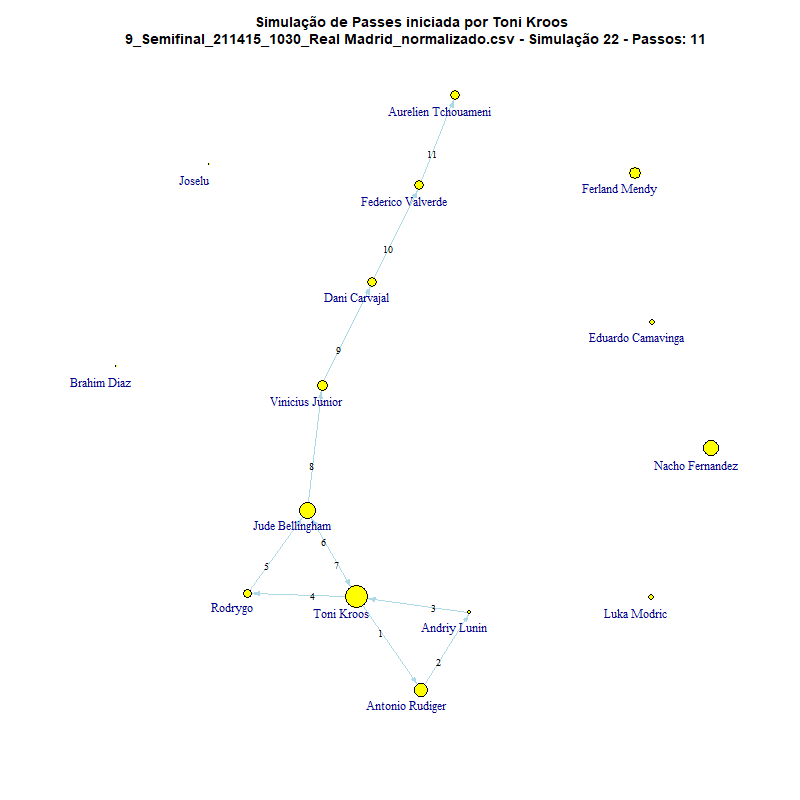 Simulação de Passes iniciada por Toni Kroos
9_Semifinal_211415_1030_Real Madrid_normalizado.csv - Simulação 22 - Passos: 11
Aurelien Tchouameni
11
Joselu
Ferland Mendy
Federico Valverde
10
Dani Carvajal
Eduardo Camavinga
9
Brahim Diaz
Vinicius Junior
8
Nacho Fernandez
Jude Bellingham
6
5
7
4
Rodrygo
Toni Kroos
3
Andriy Lunin
Luka Modric
1
2
Antonio Rudiger